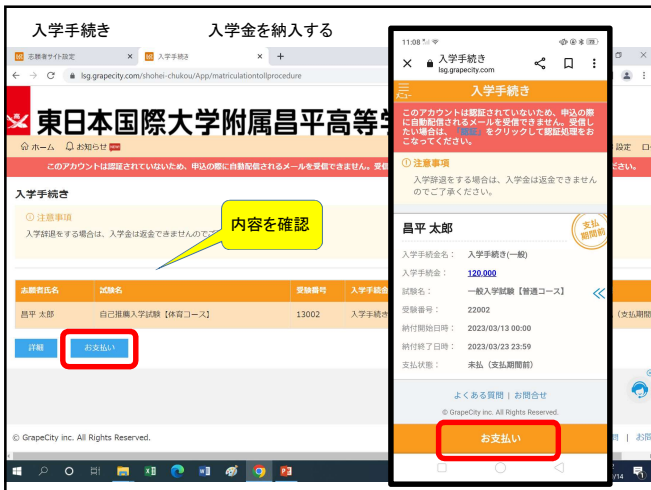 入学手続き 入学金を納入する
志願者サイト設定
入学手続き
lsg.grapecity.com/shohei-chukou/App/matriculationtollprocedure
東日本国際大学附属昌平高等学
ホーム お知らせ
設定 ロ
このアカウントは認証されていないため、申込の際に自動配信されるメールを受信できません。受信
ださい。
入学手続き
注意事項
入学辞退をする場合は、入学金は返金できませんのでご
内容を確認
志願者氏名 試験名 受験番号 入学手続金
昌平 太郎 自己推薦入学試験【体育コース】 13002 入学手続き
(支払期間
詳細 お支払い
© GrapeCity inc. All Rights Reserved.
11:08
入学手続き
lsg.grapecity.com
入学手続き
このアカウントは認証されていないため、申込の際
に自動配信されるメールを受信できません。受信し
たい場合は、「認証」をクリックして認証処理をお
こなってください。
注意事項
入学辞退をする場合は、入学金は返金できません
のでご了承ください。
昌平 太郎
支払
期間前
入学手続金名: 入学手続き(一般)
入学手続金: 120,000
試験名: 一般入学試験【普通コース】
受験番号: 22002
納付開始日時: 2023/03/13 00:00
納付終了日時: 2023/03/23 23:59
支払状態: 未払(支払期間前)
よくある質問 | お問合せ
© GrapeCity inc. All Rights Reserved.
お支払い